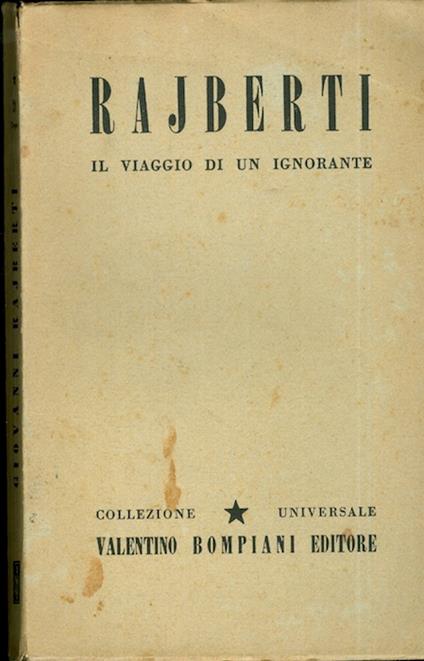 RAJBERTI
IL VIAGGIO DI UN IGNORANTE
COLLEZIONE ★ UNIVERSALE
VALENTINO BOMPIANI EDITORE
GIOVANNI RAJBERTI